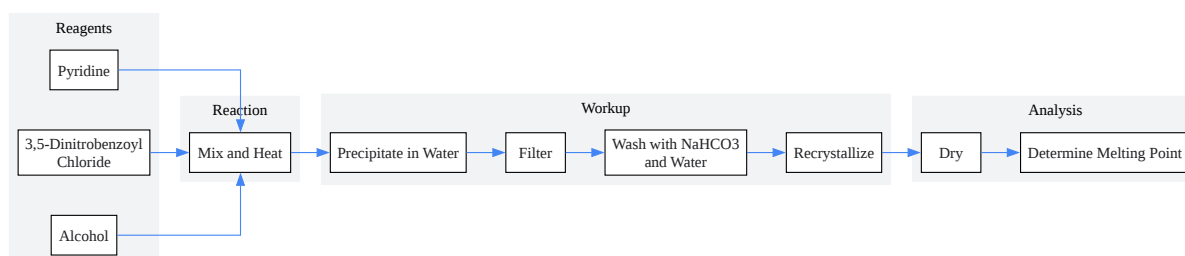 Reagents
Pyridine
3,5-Dinitrobenzoyl
Chloride
Alcohol
Reaction
Mix and Heat
Workup
Precipitate in Water
Filter
Wash with NaHCO3
and Water
Recrystallize
Analysis
Dry
Determine Melting Point